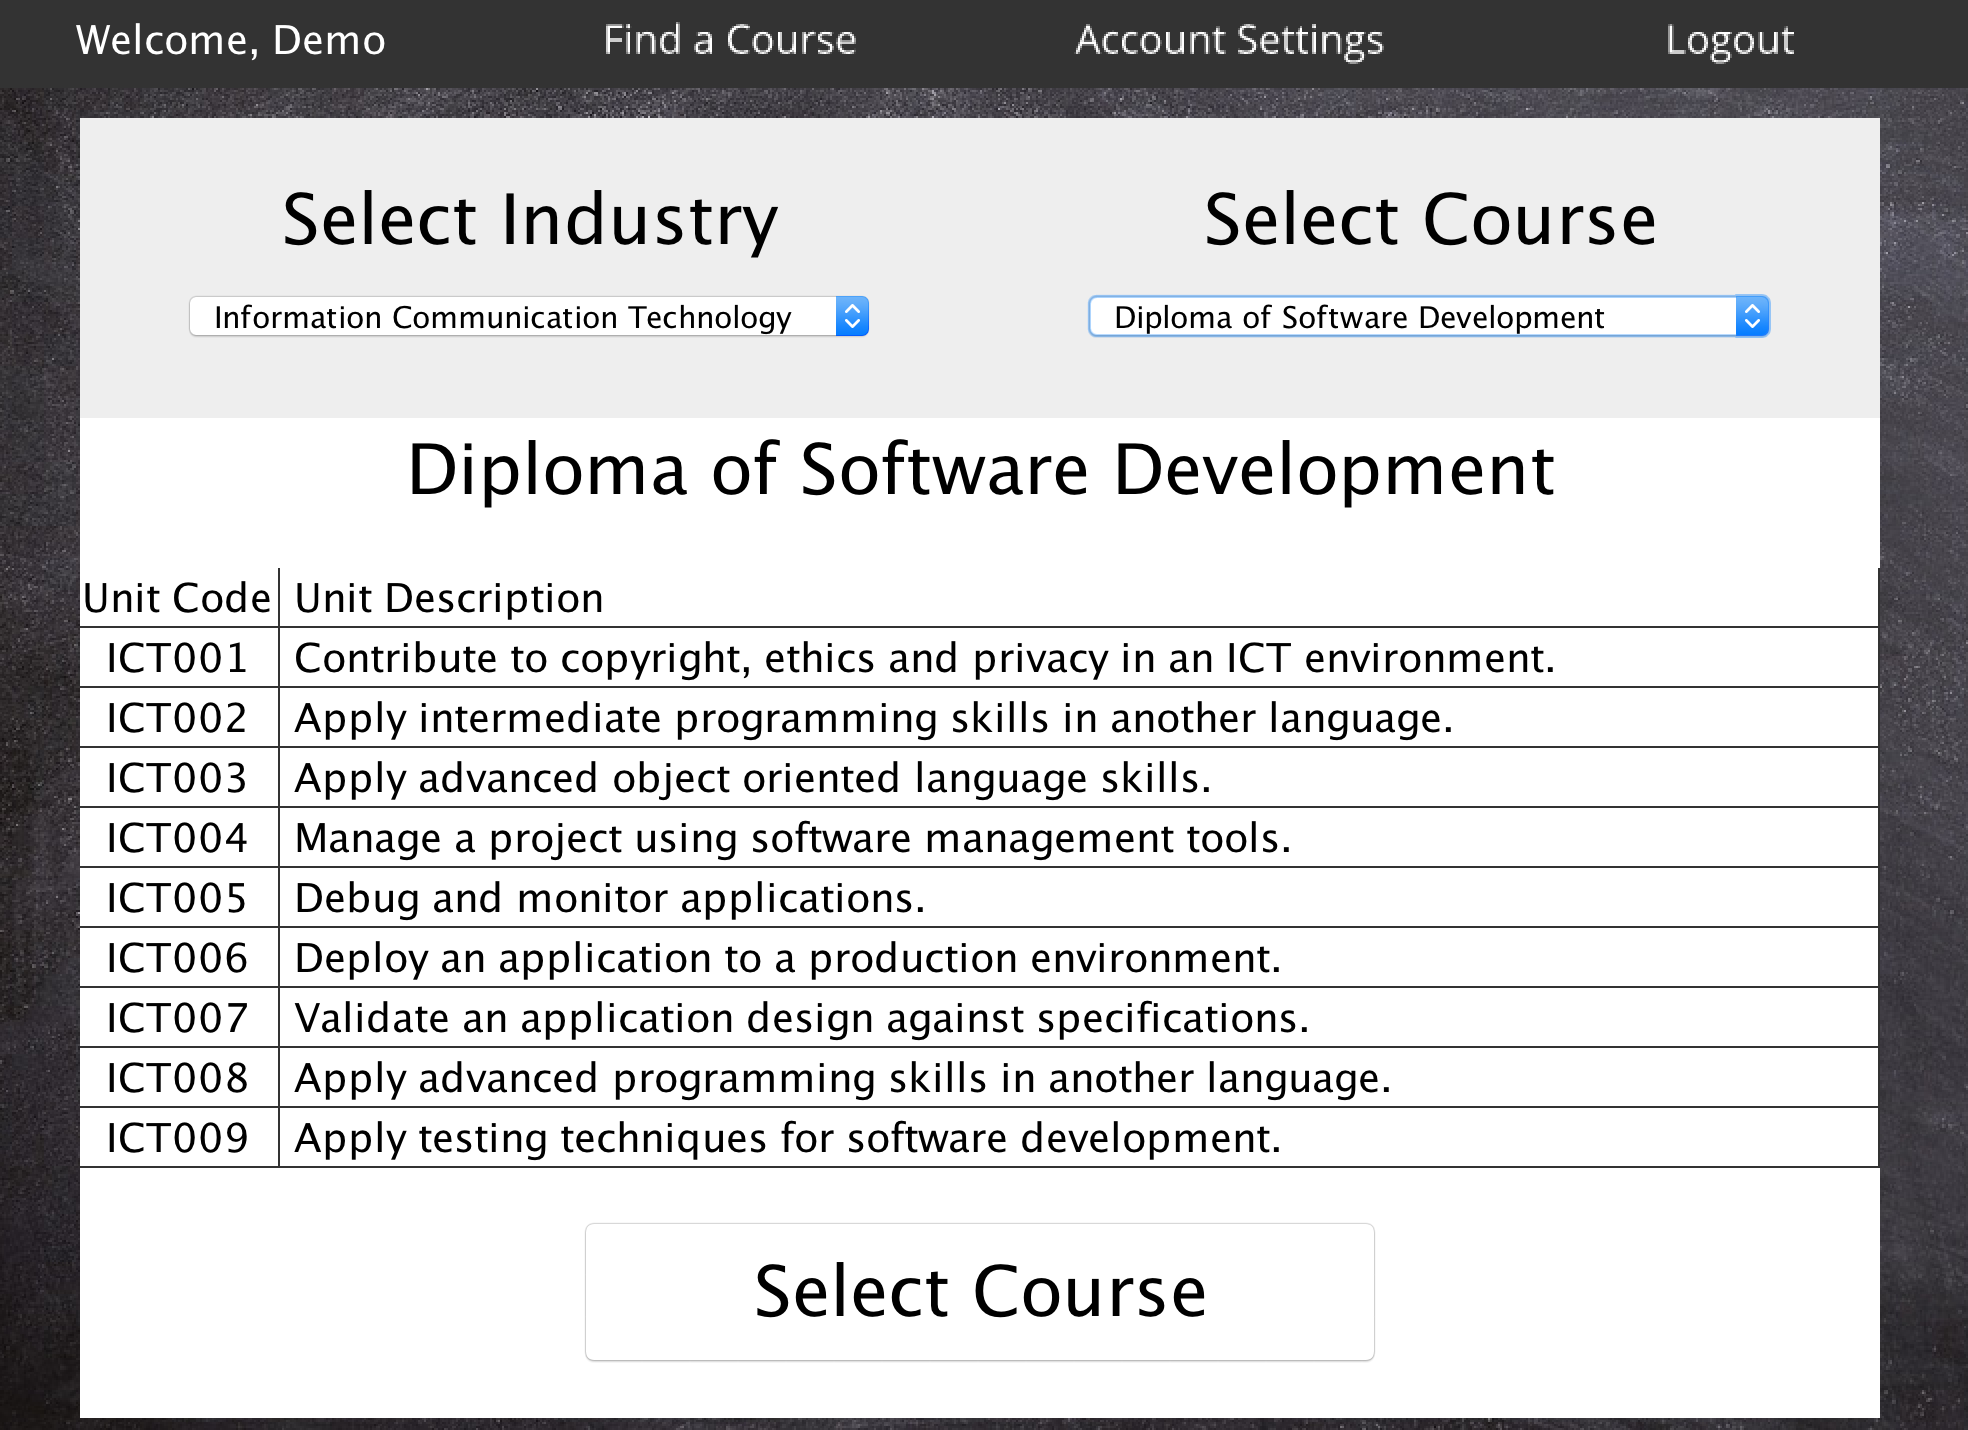 Welcome, Demo Find a Course Account Settings Logout
Select Industry Select Course
Information Communication Technology Diploma of Software Development
Diploma of Software Development
Unit Code Unit Description
ICT001 Contribute to copyright, ethics and privacy in an ICT environment.
ICT002 Apply intermediate programming skills in another language.
ICT003 Apply advanced object oriented language skills.
ICT004 Manage a project using software management tools.
ICT005 Debug and monitor applications.
ICT006 Deploy an application to a production environment.
ICT007 Validate an application design against specifications.
ICT008 Apply advanced programming skills in another language.
ICT009 Apply testing techniques for software development.
Select Course